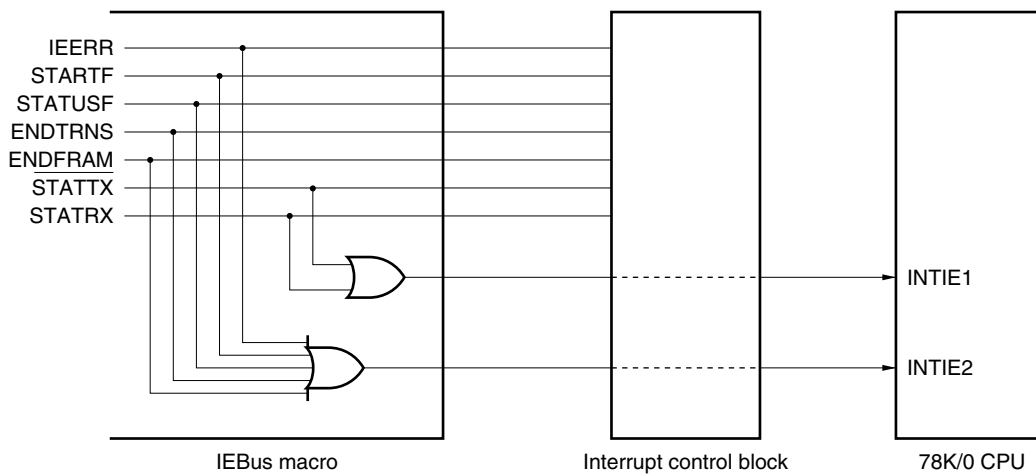 IEERR
STARTF
STATUSF
ENDTRNS
ENDFRAM
STATTX
STATRX
INTIE1
INTIE2
IEBus macro
Interrupt control block
78K/0 CPU